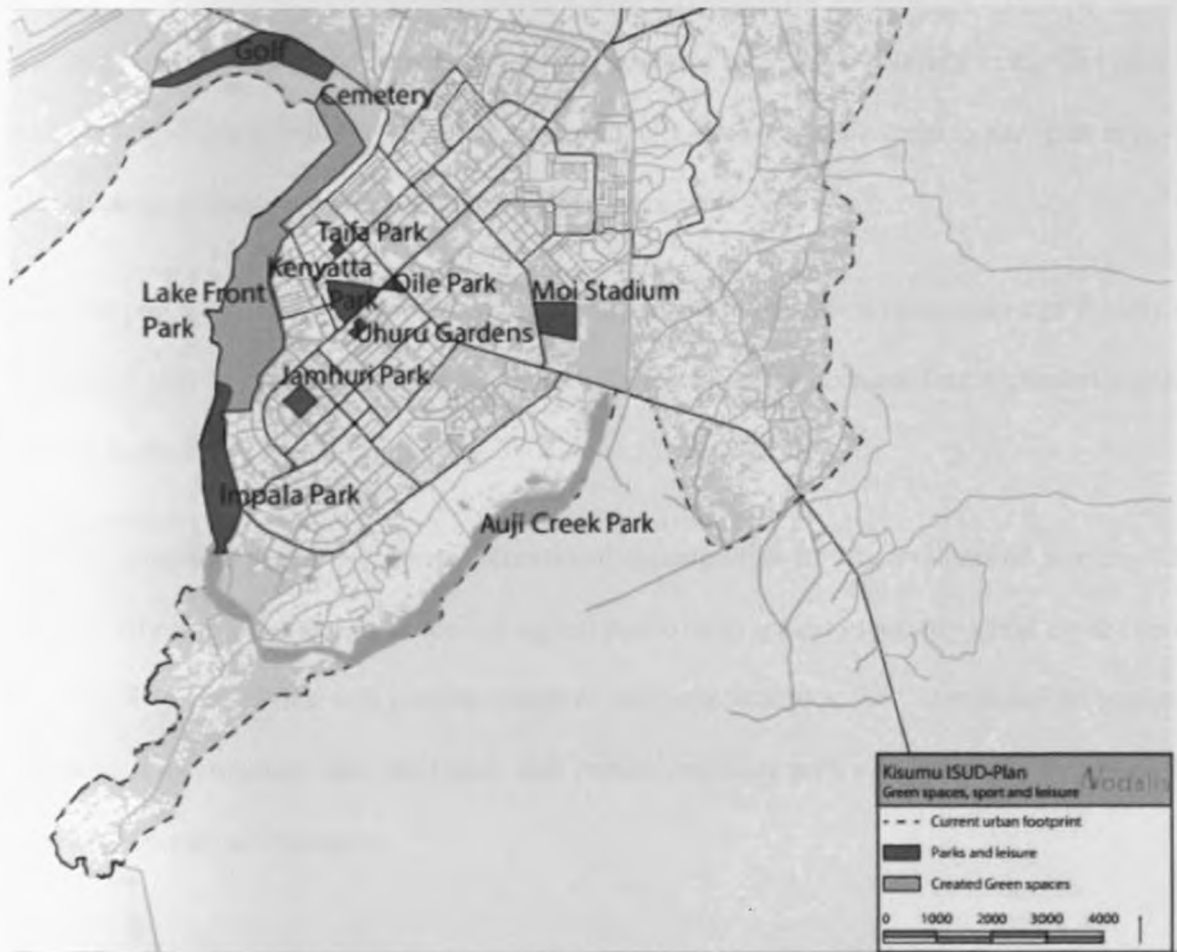 Golf
Cemetery
Taifa Park
Kenyatta
Park
Oile Park
Moi Stadium
Lake Front
Park
Uhuru Gardens
Jamhuri Park
Impala Park
Auji Creek Park
Kisumu ISUD-Plan
Green spaces, sport and leisure
Nodalis
Current urban footprint
Parks and leisure
Created Green spaces
0 1000 2000 3000 4000